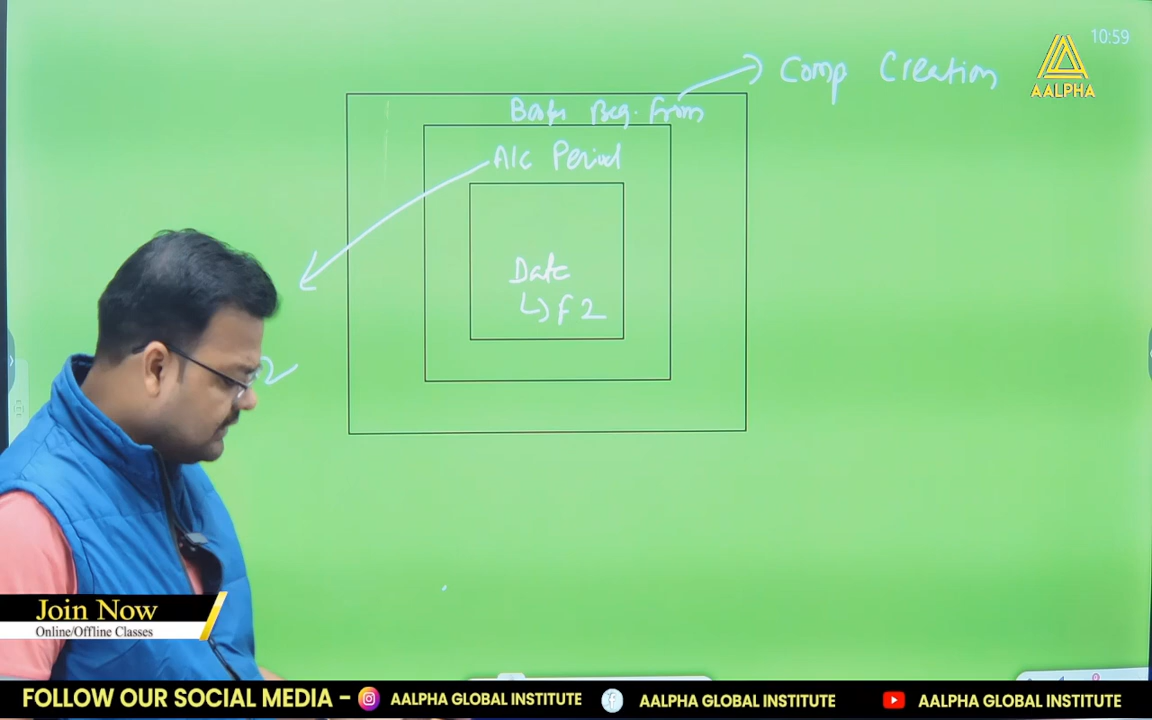 10:59
AALPHA
Comp Creation
Books Beg. From
A/c Period
Date
↳ F2
2
Join Now
Online/Offline Classes
FOLLOW OUR SOCIAL MEDIA - AALPHA GLOBAL INSTITUTE AALPHA GLOBAL INSTITUTE AALPHA GLOBAL INSTITUTE